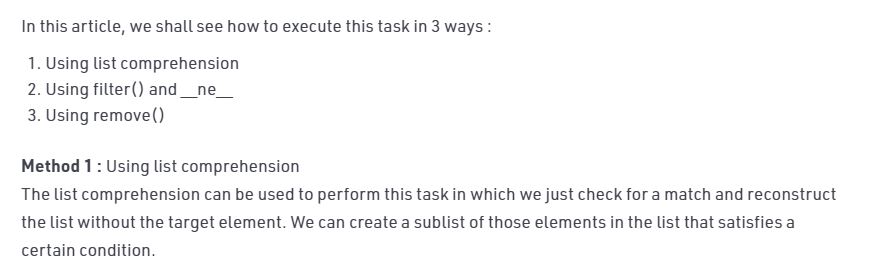 In this article, we shall see how to execute this task in 3 ways :
1. Using list comprehension
2. Using filter() and __ne__
3. Using remove()
Method 1 : Using list comprehension
The list comprehension can be used to perform this task in which we just check for a match and reconstruct
the list without the target element. We can create a sublist of those elements in the list that satisfies a
certain condition.